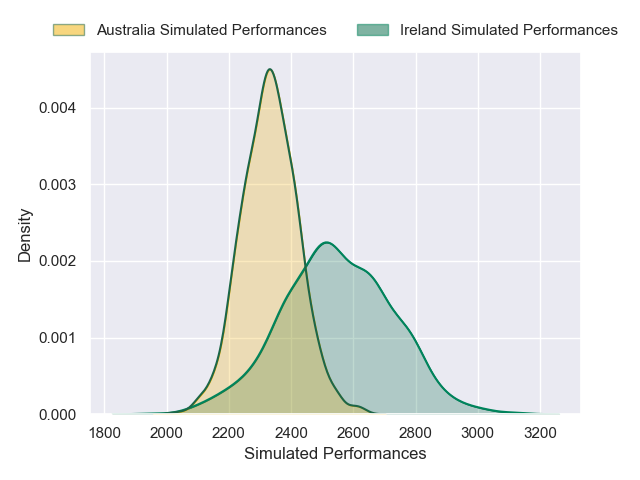 Australia Simulated Performances Ireland Simulated Performances
0.004
0.003
0.002
0.001
0.000
Density
1800 2000 2200 2400 2600 2800 3000 3200
Simulated Performances